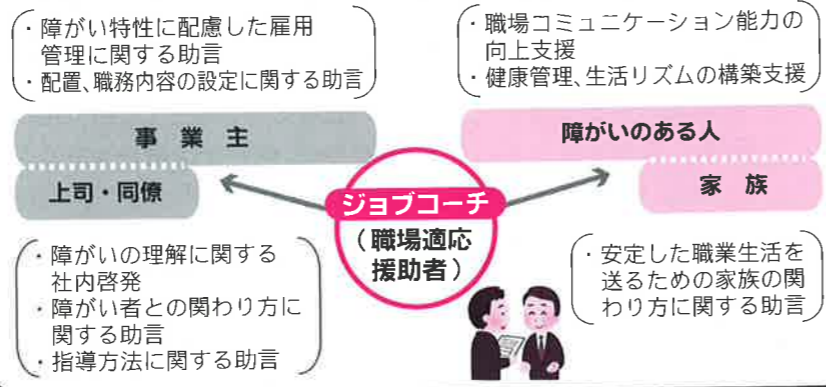 ・障がい特性に配慮した雇用
管理に関する助言
・配置、職務内容の設定に関する助言
事業主
上司・同僚
・障がいの理解に関する
社内啓発
・障がい者との関わり方に
関する助言
・指導方法に関する助言
ジョブコーチ
（職場適応
援助者）
・職場コミュニケーション能力の
向上支援
・健康管理、生活リズムの構築支援
障がいのある人
家族
・安定した職業生活を
送るための家族の関
わり方に関する助言